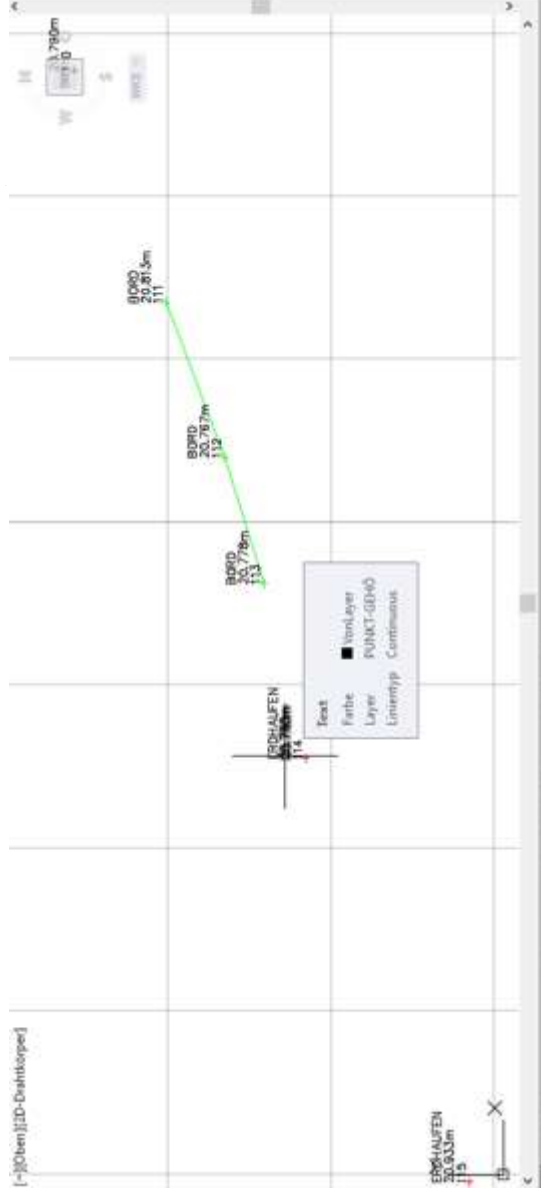 [-][Oben][2D-Drahtkörper]
W
S
BORD
20.813m
111
BORD
20.767m
112
BORD
20.778m
113
ERDHAUFEN
114
Text
Farbe VonLayer
Layer PUNKT-GEHÖ
Linientyp Continuous
ERDHAUFEN
20.933m
115
X